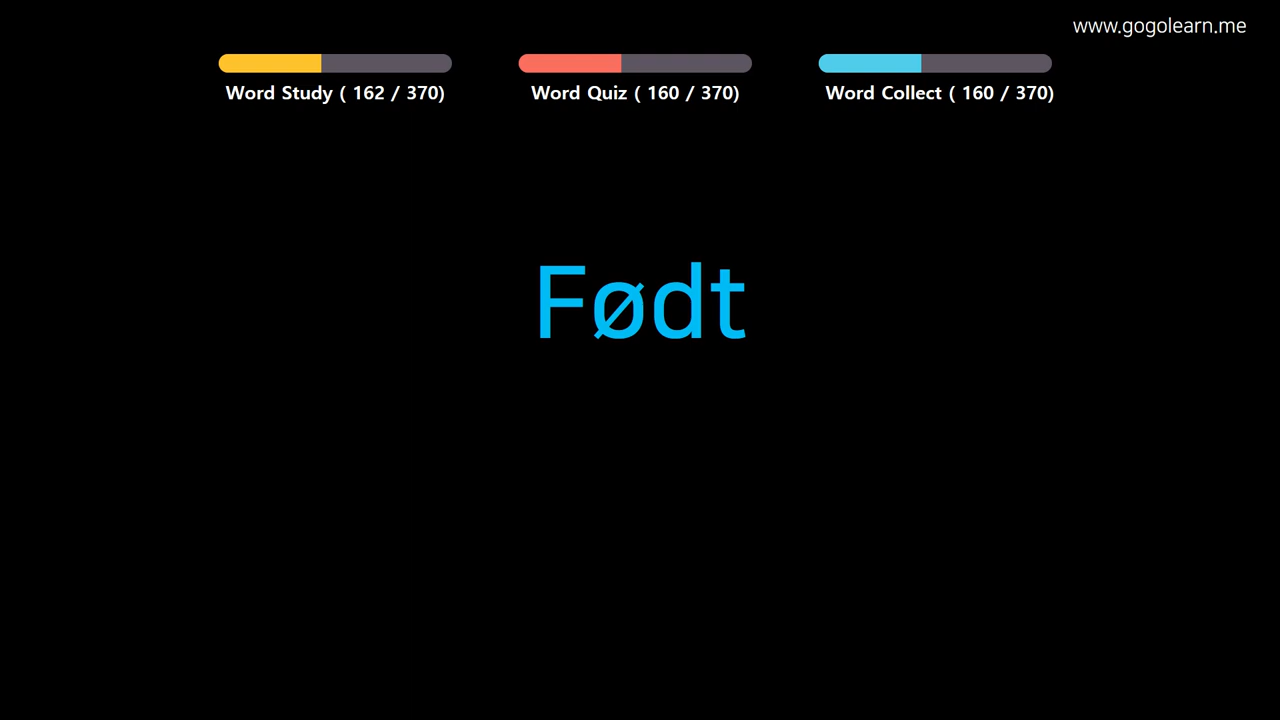 www.gogolearn.me
Word Study ( 162 / 370)
Word Quiz ( 160 / 370)
Word Collect ( 160 / 370)
Født